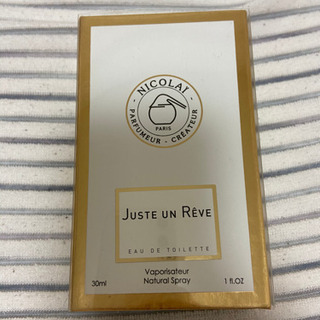 NICOLAÏ
PARIS
PARFUMEUR - CRÉATEUR
JUSTE UN RÊVE
EAU DE TOILETTE
Vaporisateur
30ml Natural Spray 1 fl.OZ